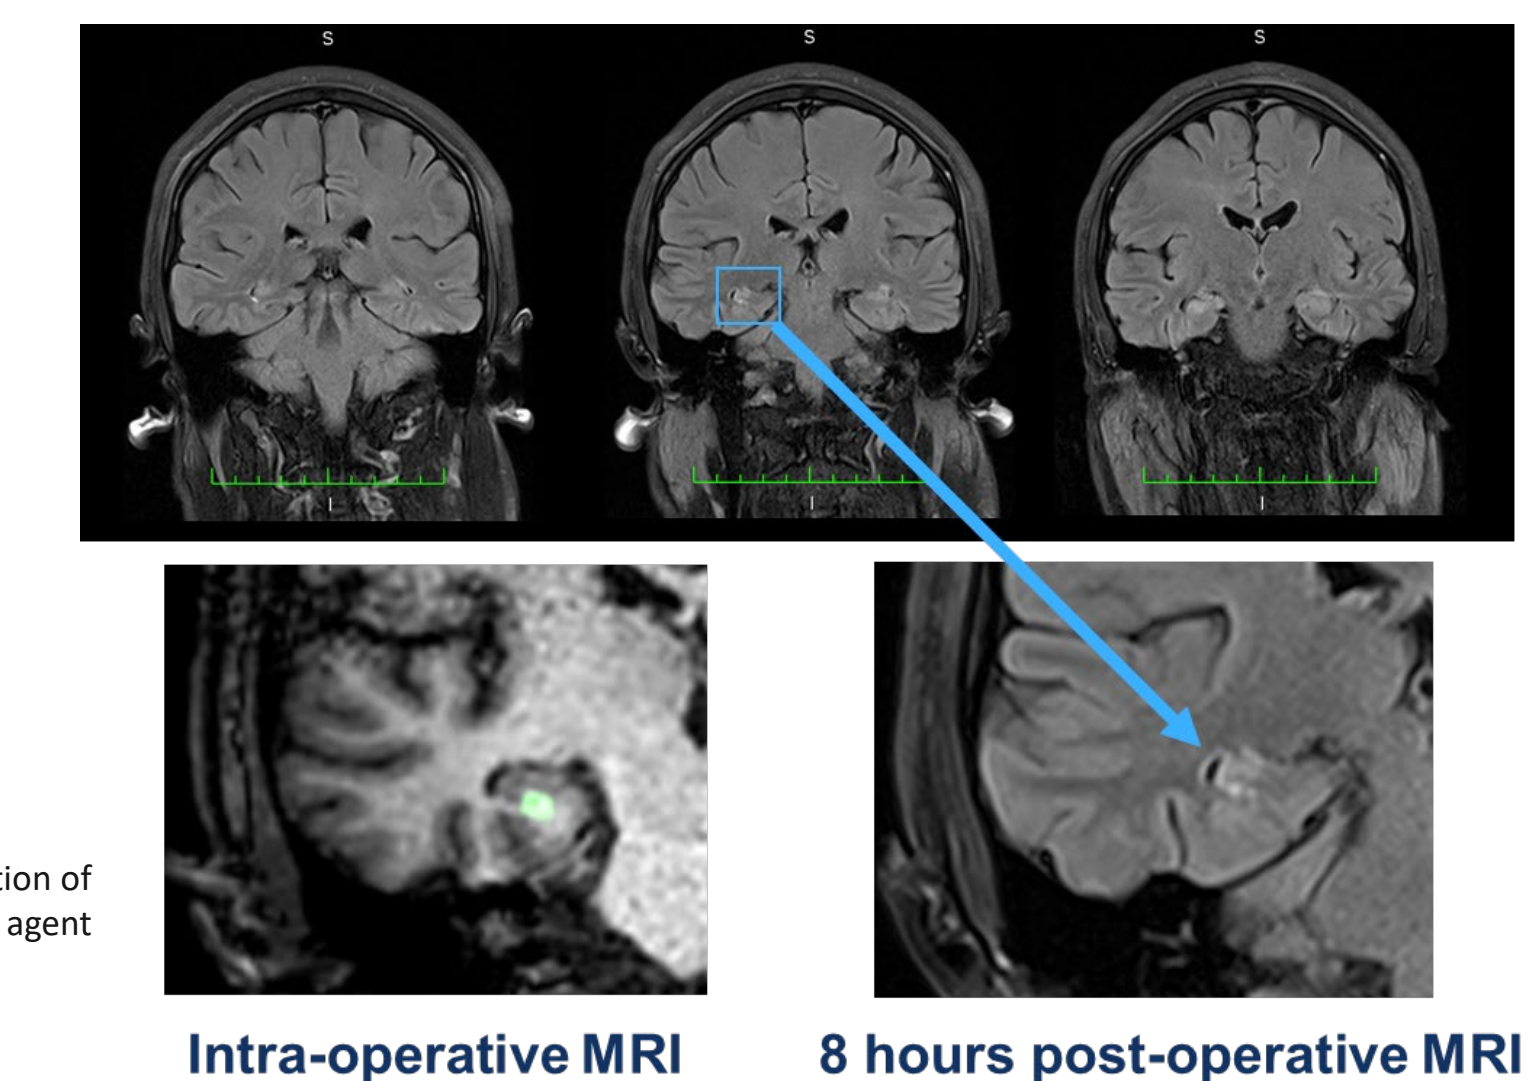 S S S
I I I
tion of
agent
Intra-operative MRI
8 hours post-operative MRI